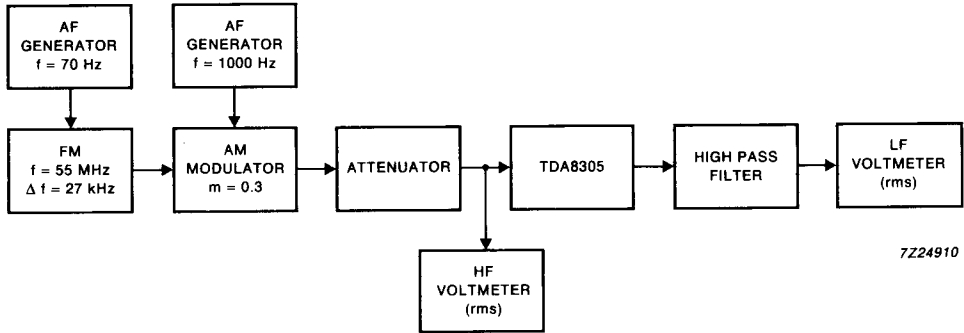 AF
GENERATOR
f = 70 Hz
AF
GENERATOR
f = 1000 Hz
FM
f = 55 MHz
Δ f = 27 kHz
AM
MODULATOR
m = 0.3
ATTENUATOR
TDA8305
HIGH PASS
FILTER
LF
VOLTMETER
(rms)
HF
VOLTMETER
(rms)
7Z24910